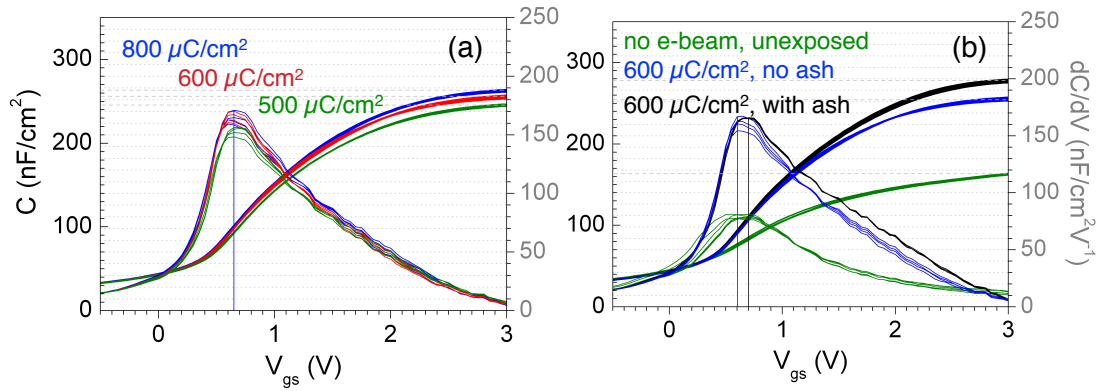 (a)
800 µC/cm²
600 µC/cm²
500 µC/cm²
C (nF/cm²)
300
200
100
0
250
200
150
100
50
0
0
1
2
3
V_gs (V)
(b)
no e-beam, unexposed
600 µC/cm², no ash
600 µC/cm², with ash
300
200
100
0
250
200
150
100
50
0
dC/dV (nF/cm²V⁻¹)
0
1
2
3
V_gs (V)